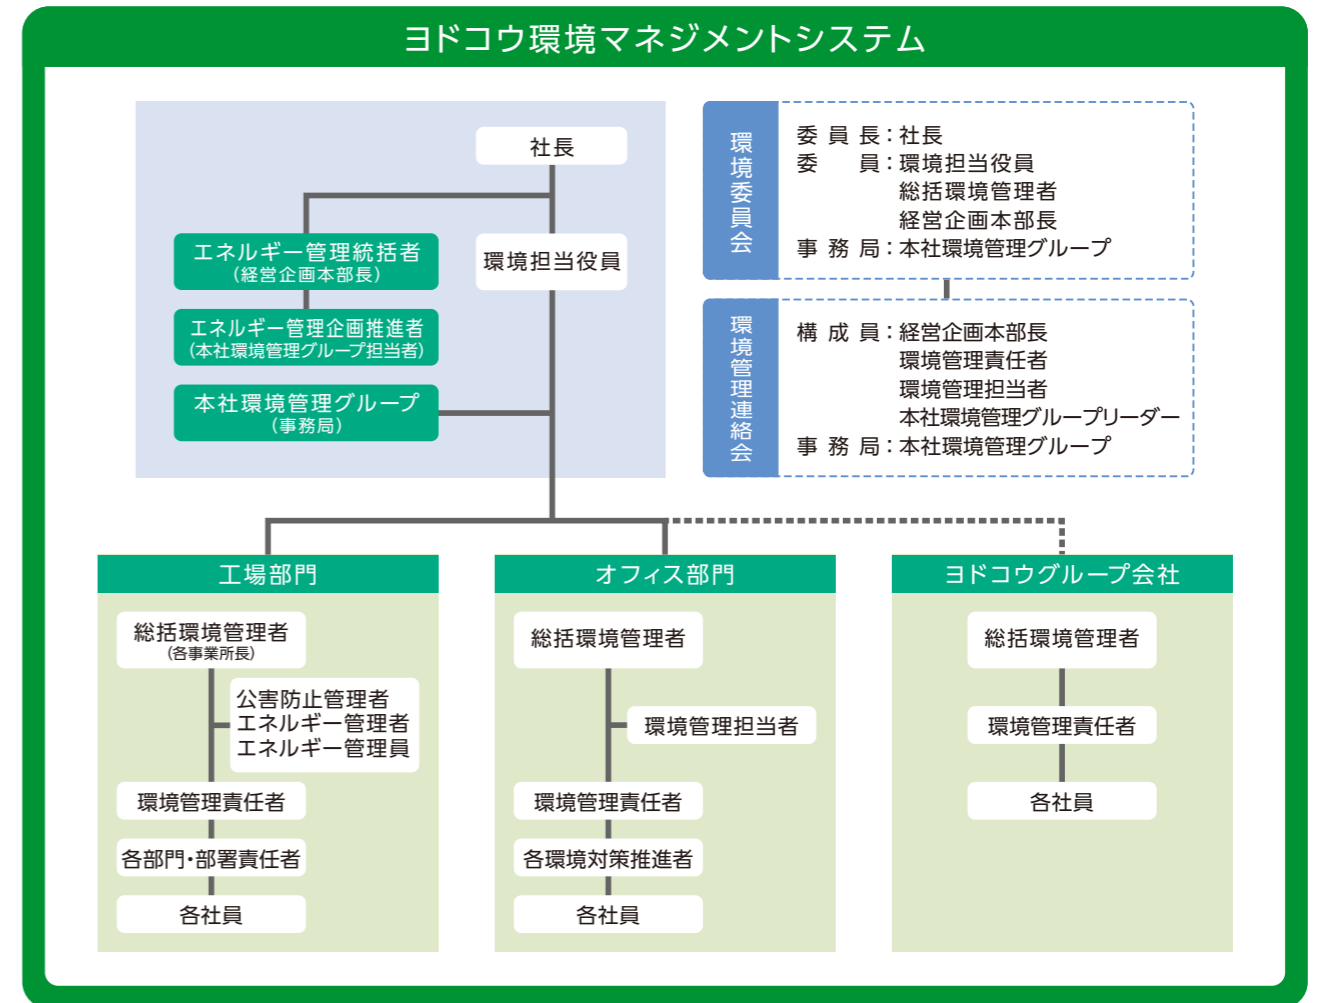 ヨドコウ環境マネジメントシステム
社長
エネルギー管理統括者
(経営企画本部長)
環境担当役員
エネルギー管理企画推進者
(本社環境管理グループ担当者)
本社環境管理グループ
(事務局)
環境委員会
委員長:社長
委員:環境担当役員
総括環境管理者
経営企画本部長
事務局:本社環境管理グループ
環境管理連絡会
構成員:経営企画本部長
環境管理責任者
環境管理担当者
本社環境管理グループリーダー
事務局:本社環境管理グループ
工場部門
総括環境管理者
(各事業所長)
公害防止管理者
エネルギー管理者
エネルギー管理員
環境管理責任者
各部門・部署責任者
各社員
オフィス部門
総括環境管理者
環境管理担当者
環境管理責任者
各環境対策推進者
各社員
ヨドコウグループ会社
総括環境管理者
環境管理責任者
各社員